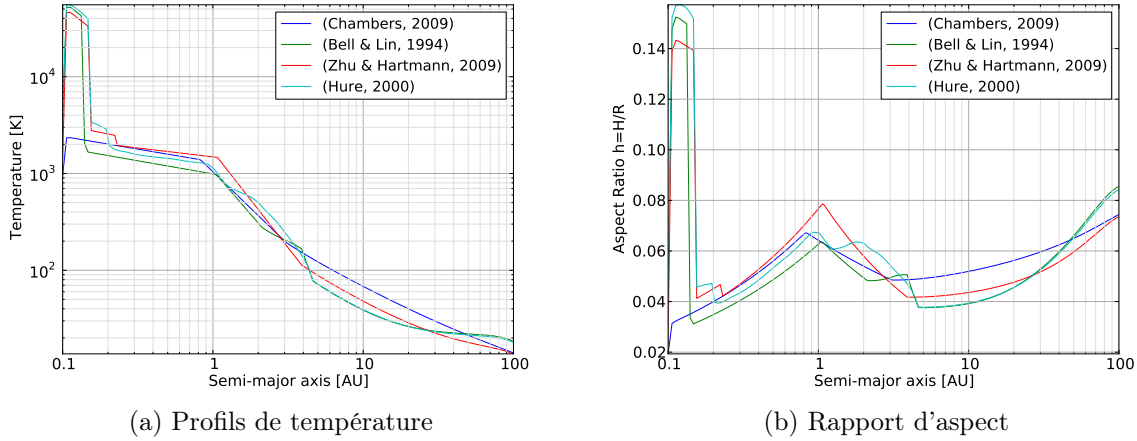 (Chambers, 2009)
(Bell & Lin, 1994)
(Zhu & Hartmann, 2009)
(Hure, 2000)
10^4
10^3
10^2
Temperature [K]
0.1 1 10 100
Semi-major axis [AU]
(a) Profils de température
(Chambers, 2009)
(Bell & Lin, 1994)
(Zhu & Hartmann, 2009)
(Hure, 2000)
0.14
0.12
0.10
0.08
0.06
0.04
0.02
Aspect Ratio h=H/R
0.1 1 10 100
Semi-major axis [AU]
(b) Rapport d'aspect